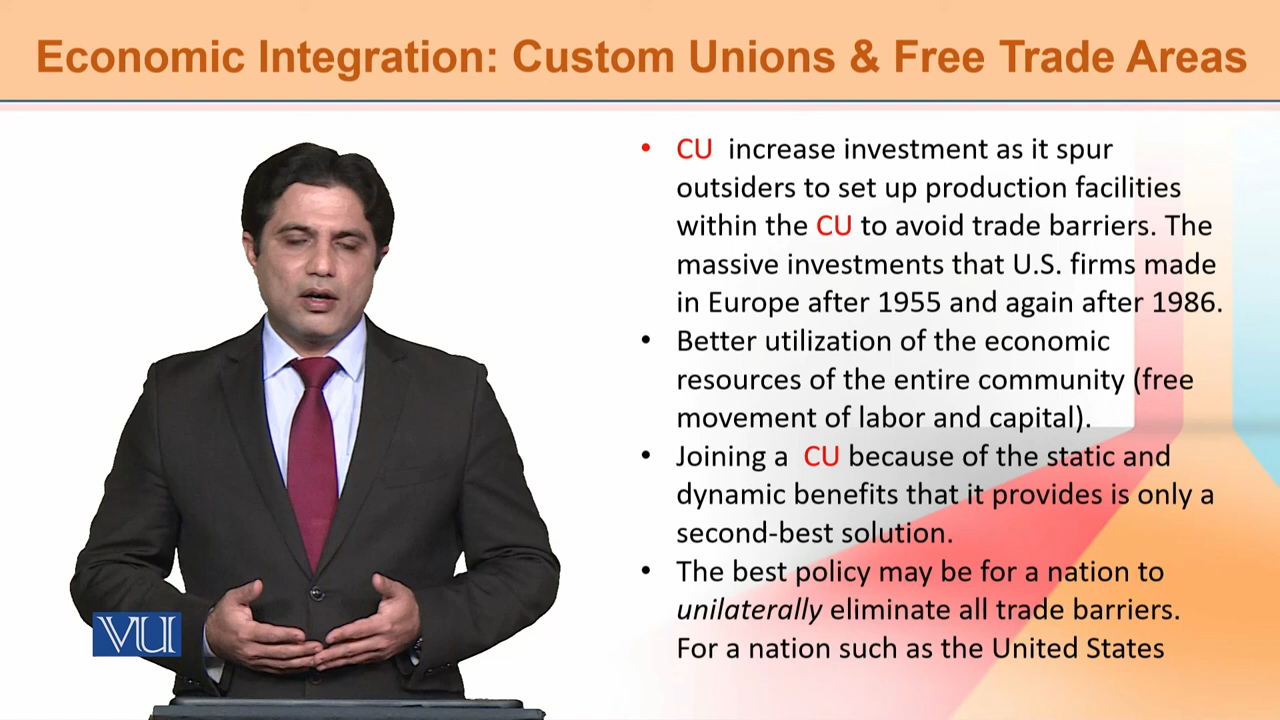 Economic Integration: Custom Unions & Free Trade Areas
• CU increase investment as it spur
outsiders to set up production facilities
within the CU to avoid trade barriers. The
massive investments that U.S. firms made
in Europe after 1955 and again after 1986.
• Better utilization of the economic
resources of the entire community (free
movement of labor and capital).
• Joining a CU because of the static and
dynamic benefits that it provides is only a
second-best solution.
• The best policy may be for a nation to
unilaterally eliminate all trade barriers.
For a nation such as the United States
VU